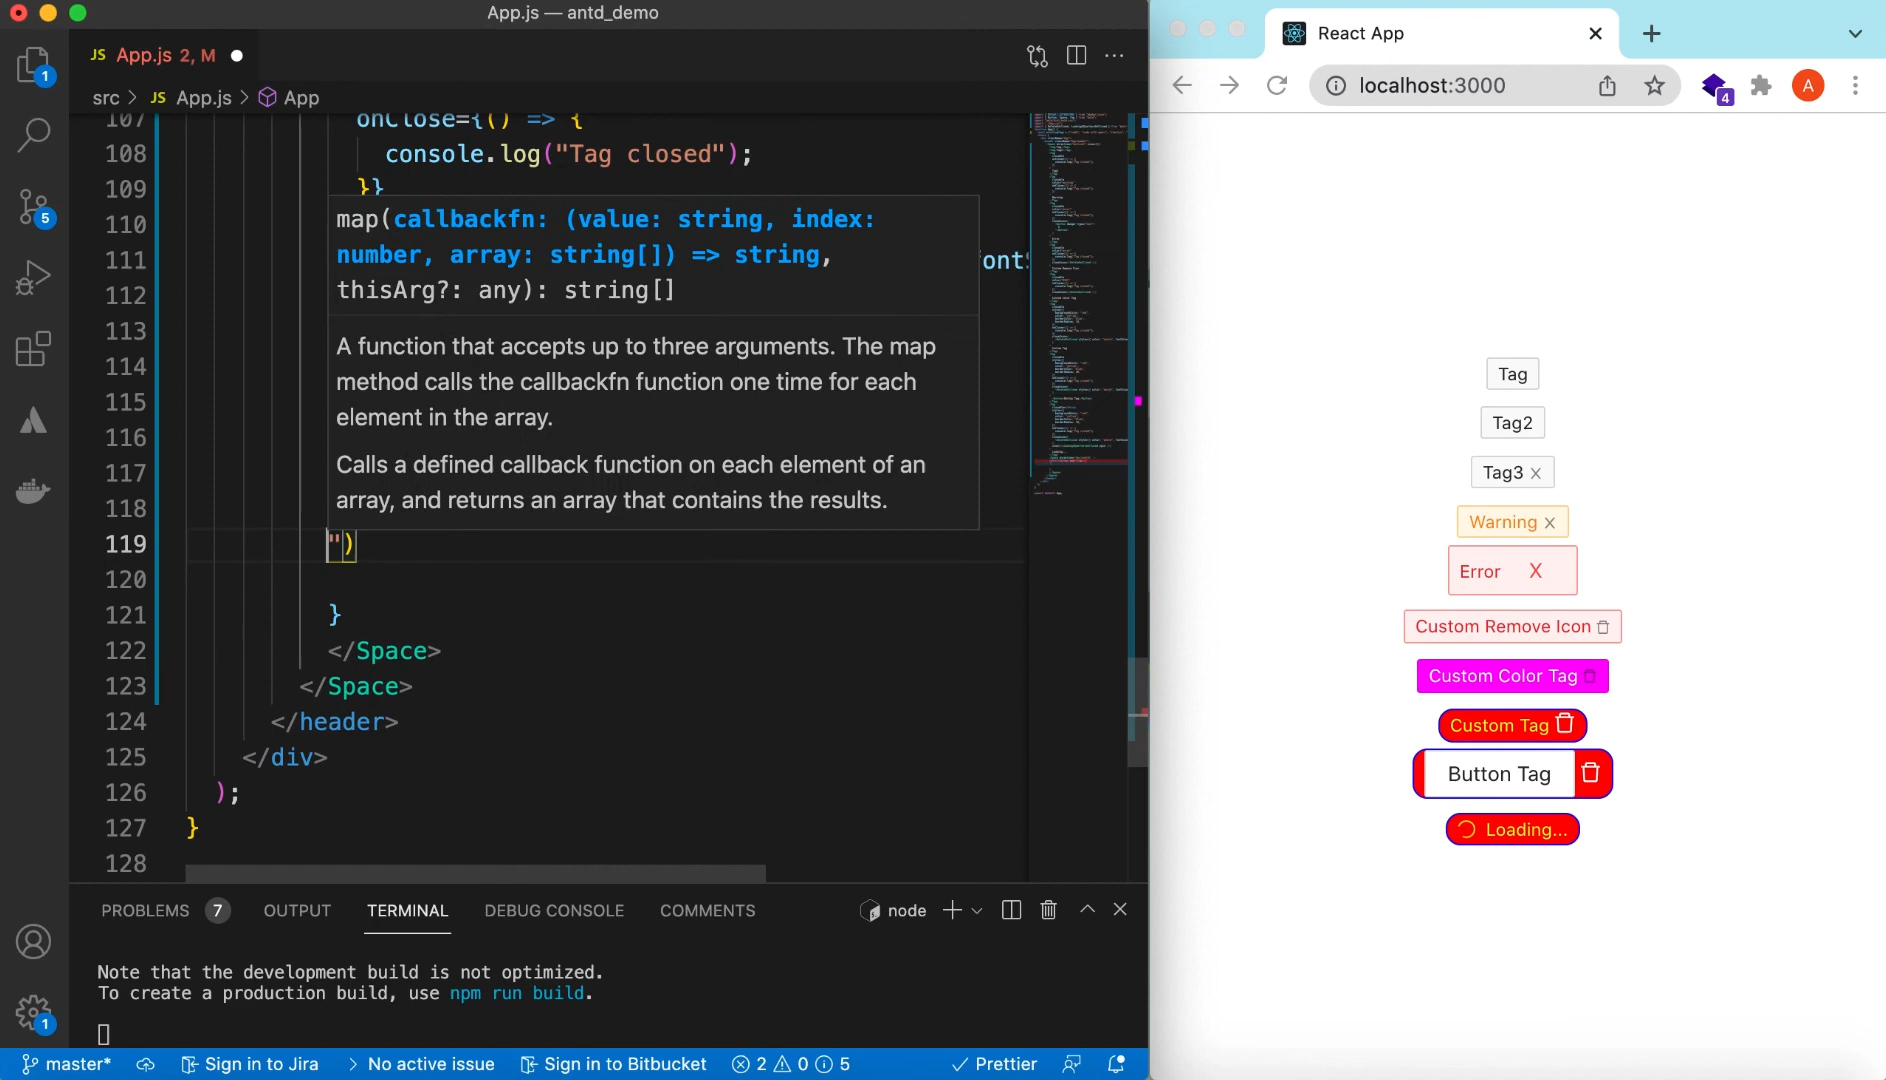 App.js — antd_demo
JS App.js 2, M
src > JS App.js > App
107 onClose={() => {
108 console.log("Tag closed");
109 }}
110
111
112
113
114
115
116
117
118
map(callbackfn: (value: string, index:
number, array: string[]) => string,
thisArg?: any): string[]
A function that accepts up to three arguments. The map
method calls the callbackfn function one time for each
element in the array.
Calls a defined callback function on each element of an
array, and returns an array that contains the results.
119 ")
120
121 }
122 </Space>
123 </Space>
124 </header>
125 </div>
126 );
127 }
128
PROBLEMS 7 OUTPUT TERMINAL DEBUG CONSOLE COMMENTS node
Note that the development build is not optimized.
To create a production build, use npm run build.
master* Sign in to Jira > No active issue Sign in to Bitbucket 2 0 5 Prettier
1
5
1
React App
localhost:3000
4
A
Tag
Tag2
Tag3
Warning
Error X
Custom Remove Icon
Custom Color Tag
Custom Tag
Button Tag
Loading...